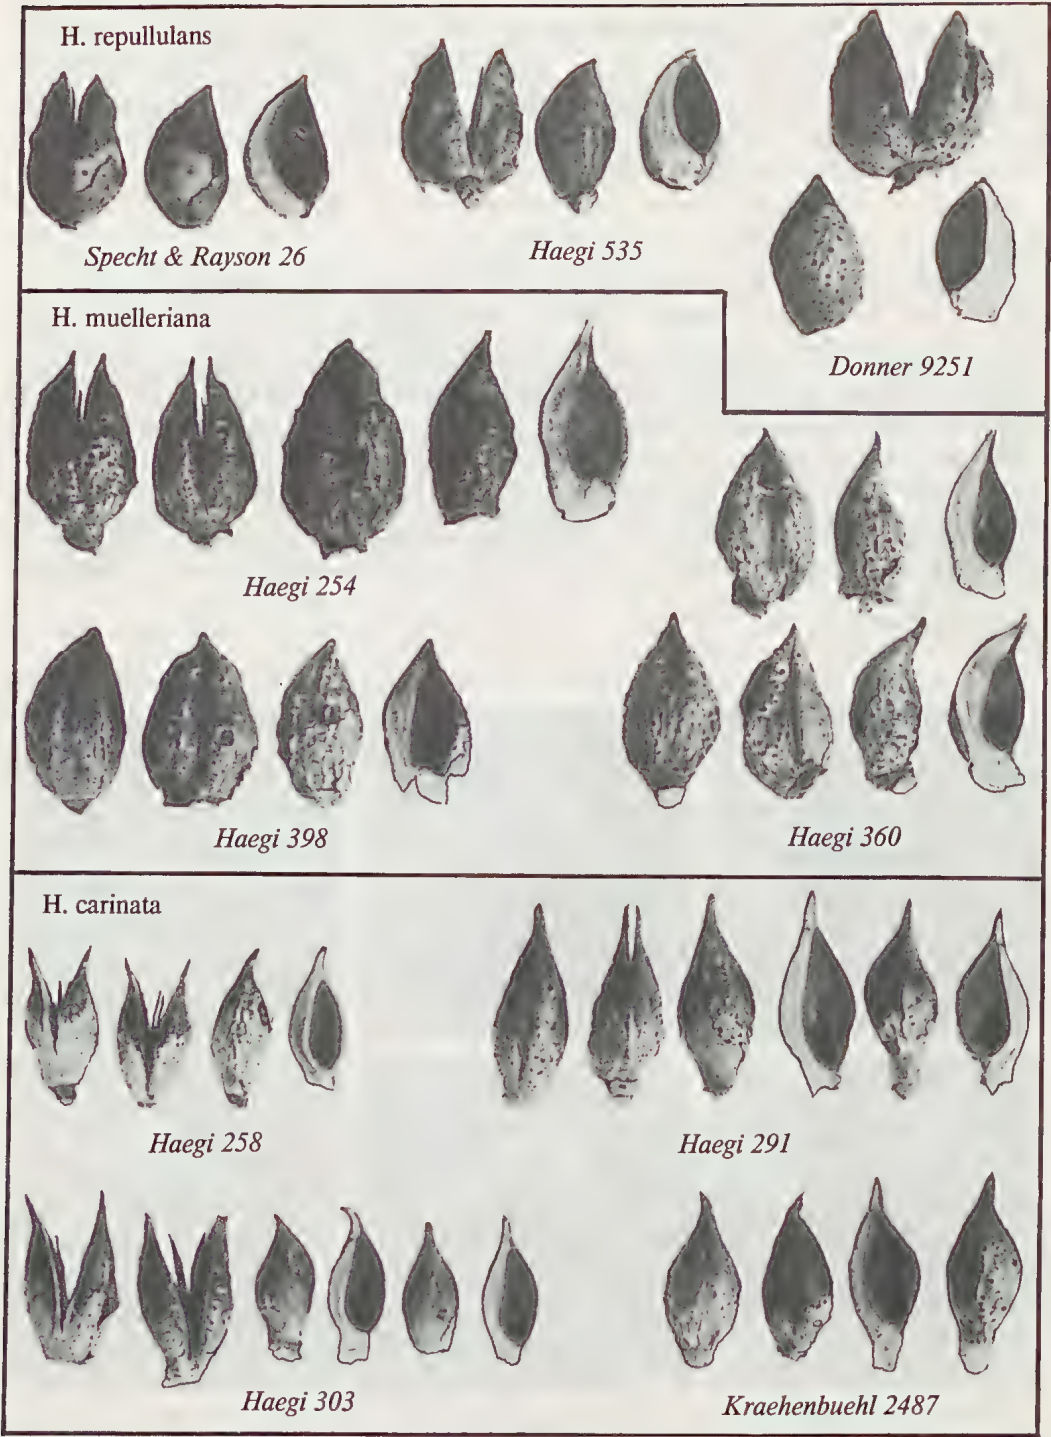 H. repullulans
Specht & Rayson 26
Haegi 535
Donner 9251
H. muelleriana
Haegi 254
Haegi 398
Haegi 360
H. carinata
Haegi 258
Haegi 291
Haegi 303
Kraehenbuehl 2487